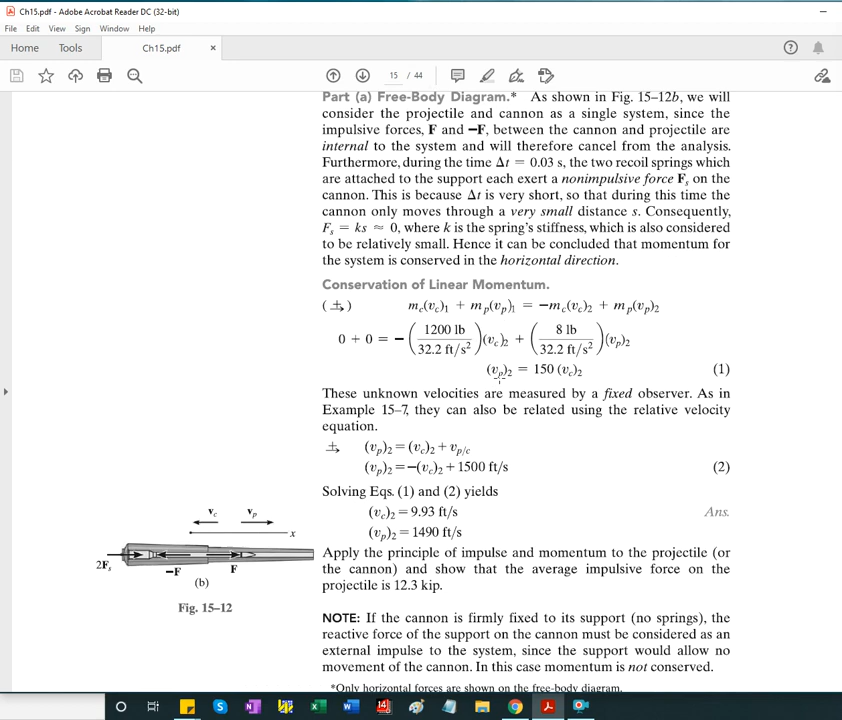 Ch15.pdf - Adobe Acrobat Reader DC (32-bit)
File Edit View Sign Window Help
Home Tools Ch15.pdf ×
15 / 44
Part (a) Free-Body Diagram.* As shown in Fig. 15–12b, we will
consider the projectile and cannon as a single system, since the
impulsive forces, F and −F, between the cannon and projectile are
internal to the system and will therefore cancel from the analysis.
Furthermore, during the time Δt = 0.03 s, the two recoil springs which
are attached to the support each exert a nonimpulsive force Fs on the
cannon. This is because Δt is very short, so that during this time the
cannon only moves through a very small distance s. Consequently,
Fs = ks ≈ 0, where k is the spring's stiffness, which is also considered
to be relatively small. Hence it can be concluded that momentum for
the system is conserved in the horizontal direction.
Conservation of Linear Momentum.
(+→) mc(vc)1 + mp(vp)1 = −mc(vc)2 + mp(vp)2
0 + 0 = −(1200 lb / 32.2 ft/s²)(vc)2 + (8 lb / 32.2 ft/s²)(vp)2
(vp)2 = 150 (vc)2 (1)
These unknown velocities are measured by a fixed observer. As in
Example 15–7, they can also be related using the relative velocity
equation.
+→ (vp)2 = (vc)2 + vp/c
(vp)2 = −(vc)2 + 1500 ft/s (2)
Solving Eqs. (1) and (2) yields
(vc)2 = 9.93 ft/s Ans.
(vp)2 = 1490 ft/s
Apply the principle of impulse and momentum to the projectile (or
the cannon) and show that the average impulsive force on the
projectile is 12.3 kip.
NOTE: If the cannon is firmly fixed to its support (no springs), the
reactive force of the support on the cannon must be considered as an
external impulse to the system, since the support would allow no
movement of the cannon. In this case momentum is not conserved.
*Only horizontal forces are shown on the free-body diagram.
vc vp
x
2Fs
−F F
(b)
Fig. 15–12